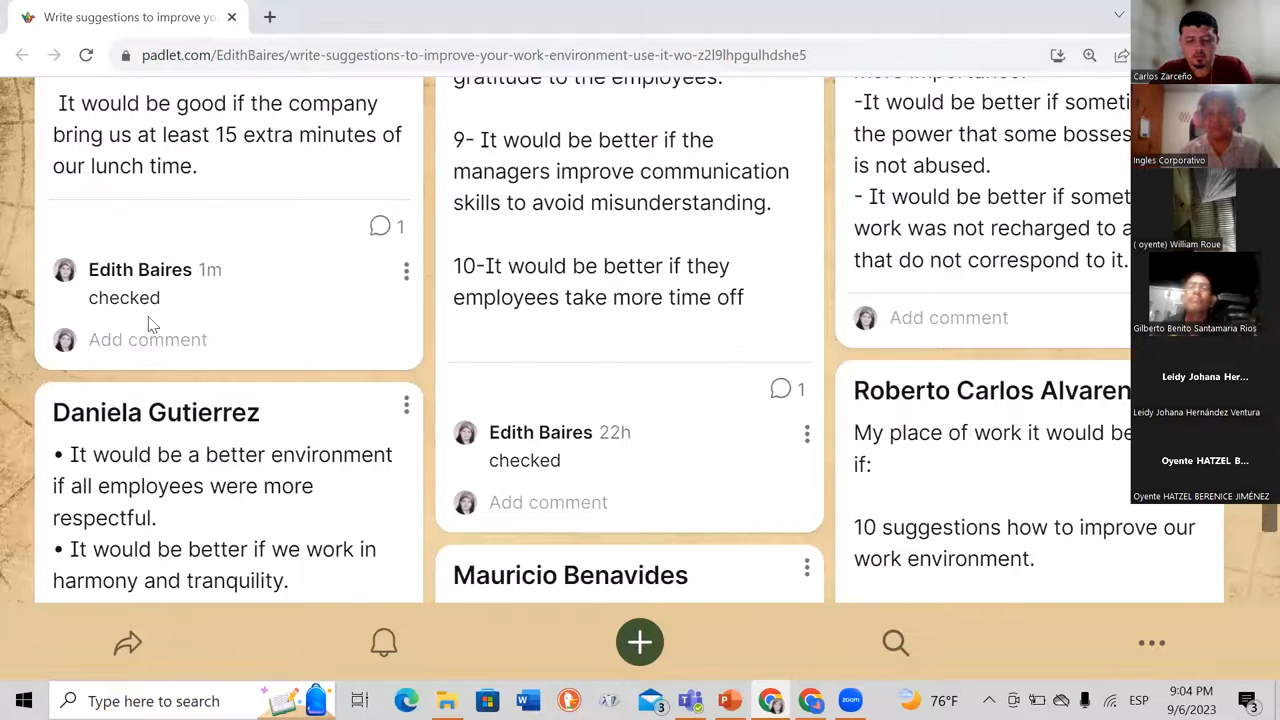 Write suggestions to improve yo
padlet.com/EdithBaires/write-suggestions-to-improve-your-work-environment-use-it-wo-z2l9lhpgulhdshe5
It would be good if the company
bring us at least 15 extra minutes of
our lunch time.
1
Edith Baires 1m
checked
Add comment
Daniela Gutierrez
• It would be a better environment
if all employees were more
respectful.
• It would be better if we work in
harmony and tranquility.
gratitude to the employees.
9- It would be better if the
managers improve communication
skills to avoid misunderstanding.
10-It would be better if they
employees take more time off
1
Edith Baires 22h
checked
Add comment
Mauricio Benavides
more importance.
-It would be better if someti
the power that some bosses
is not abused.
- It would be better if somet
work was not recharged to a
that do not correspond to it.
Add comment
Roberto Carlos Alvaren
My place of work it would be
if:
10 suggestions how to improve our
work environment.
Carlos Zarceño
Ingles Corporativo
( oyente) William Roue
Gilberto Benito Santamaria Rios
Leidy Johana Her...
Leidy Johana Hernández Ventura
Oyente HATZEL B...
Oyente HATZEL BERENICE JIMÉNEZ
Type here to search
3
76°F
ESP
9:04 PM
9/6/2023
3